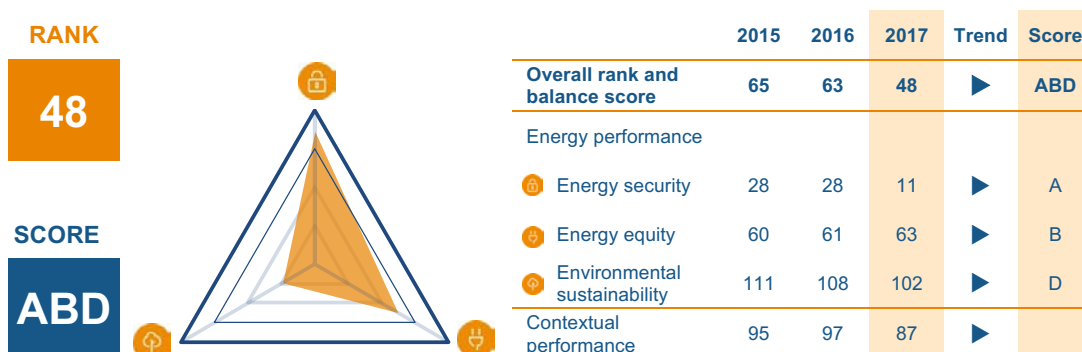 RANK
48
SCORE
ABD
2015 2016 2017 Trend Score
Overall rank and
balance score 65 63 48 ABD
Energy performance
Energy security 28 28 11 A
Energy equity 60 61 63 B
Environmental
sustainability 111 108 102 D
Contextual
performance 95 97 87